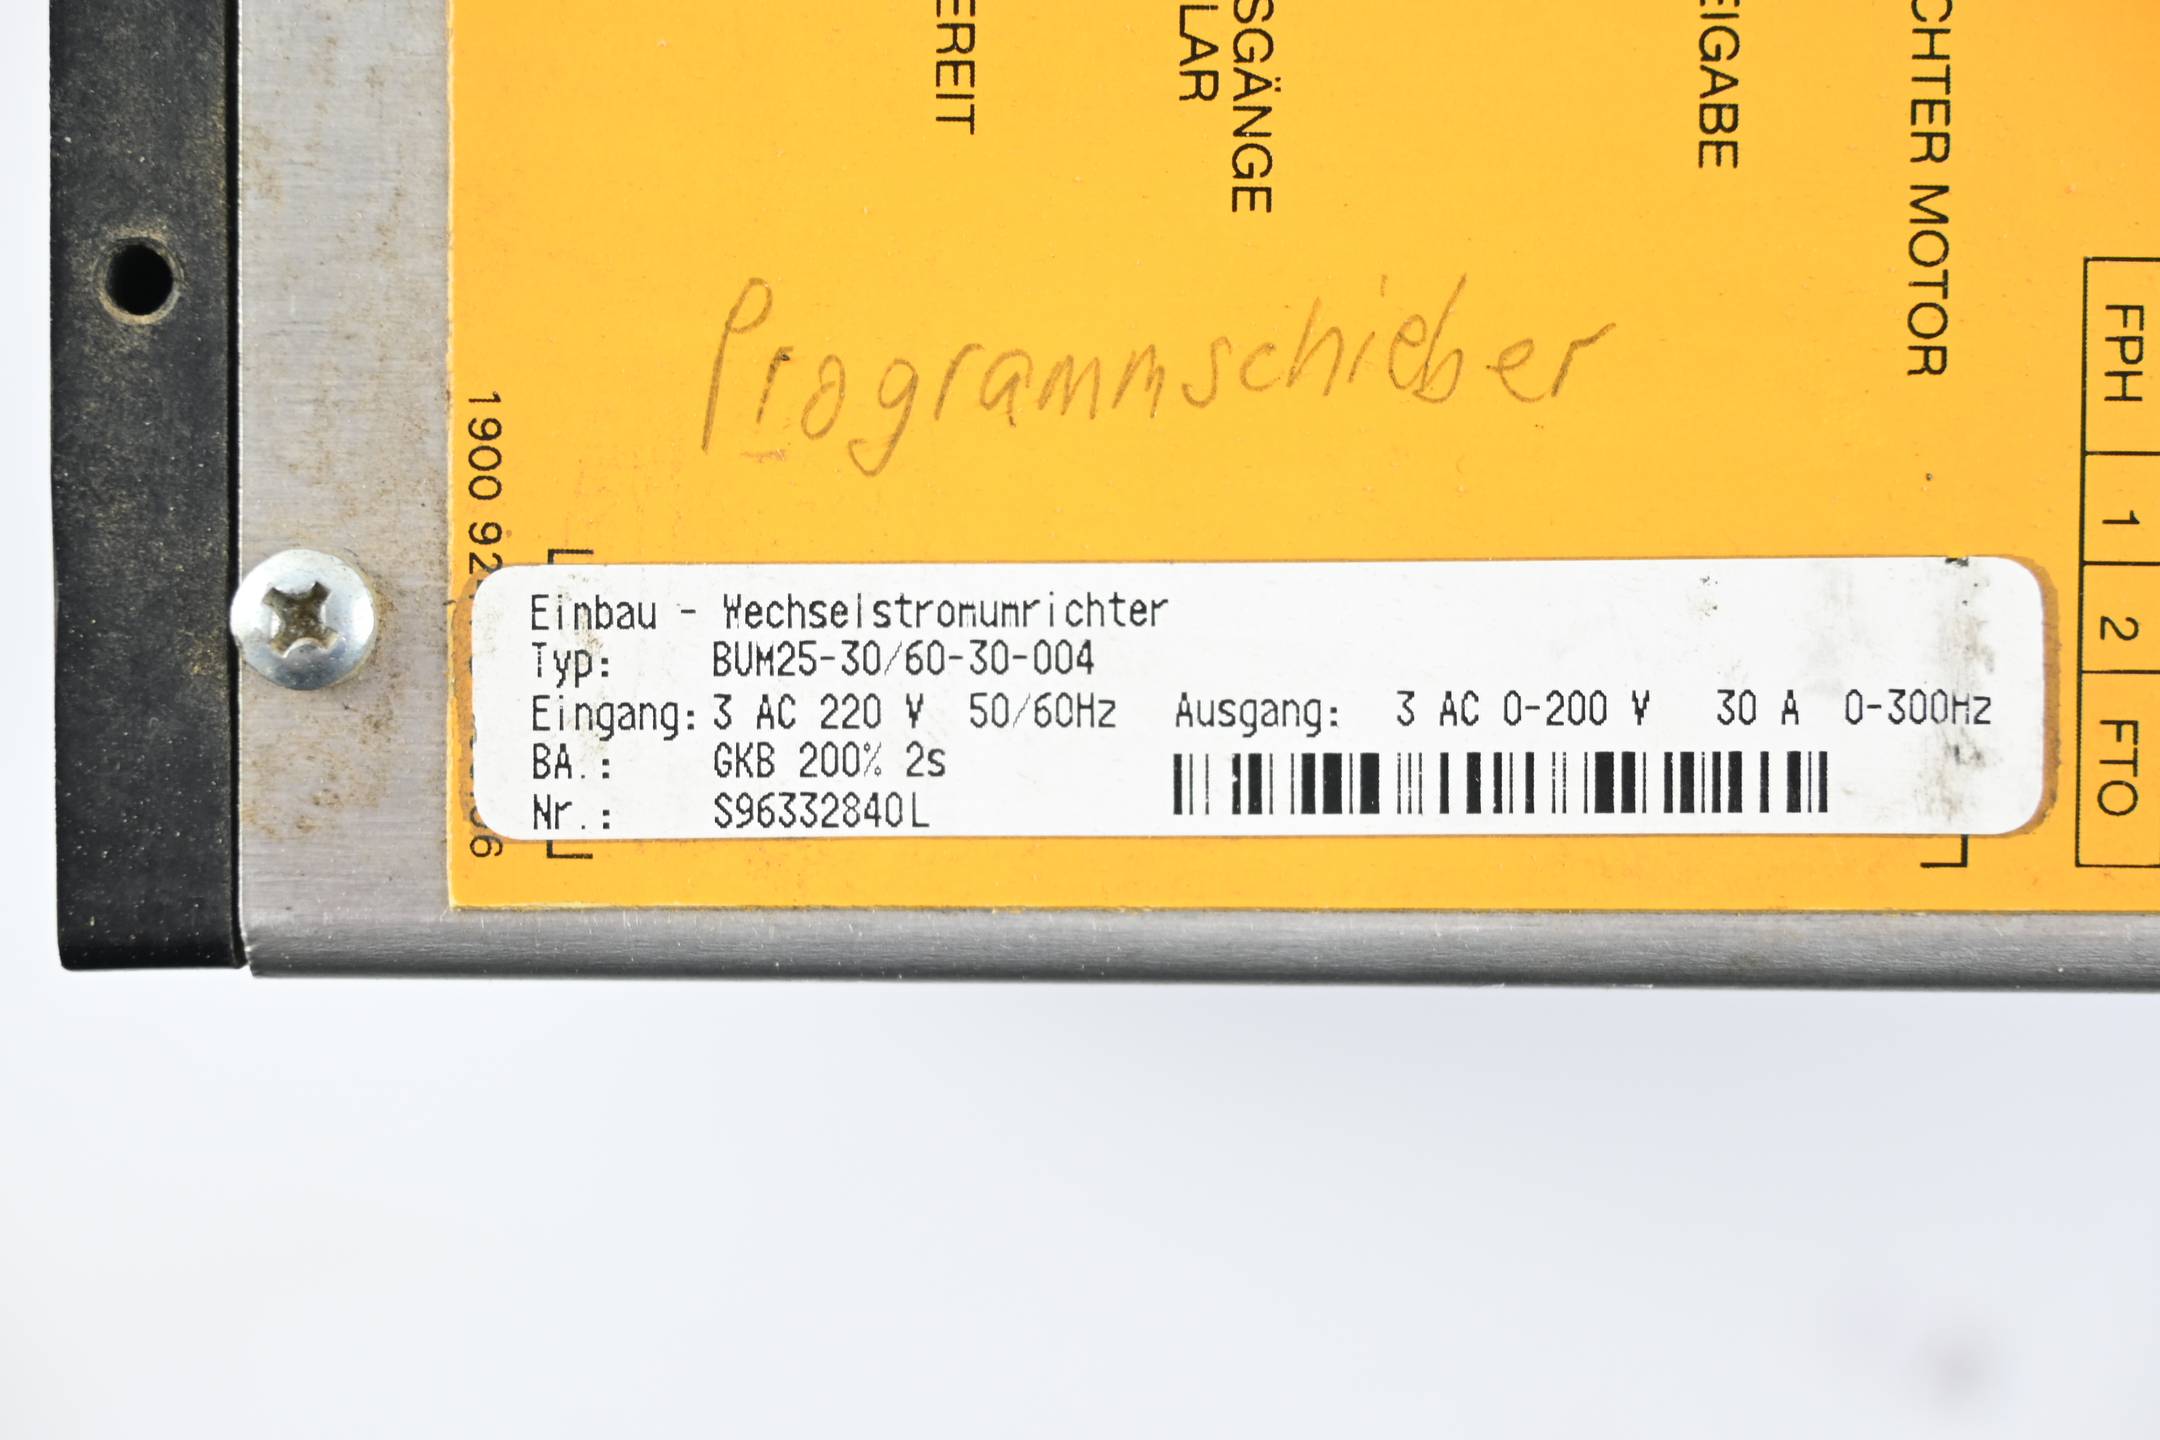 EREIT
SGÄNGE
LAR
EIGABE
CHTER MOTOR
FPH
1
2
FTO
Programmschieber
1900 92
Einbau - Wechselstromumrichter
Typ: BUM25-30/60-30-004
Eingang: 3 AC 220 V 50/60Hz Ausgang: 3 AC 0-200 V 30 A 0-300Hz
BA.: GKB 200% 2s
Nr.: S96332840L